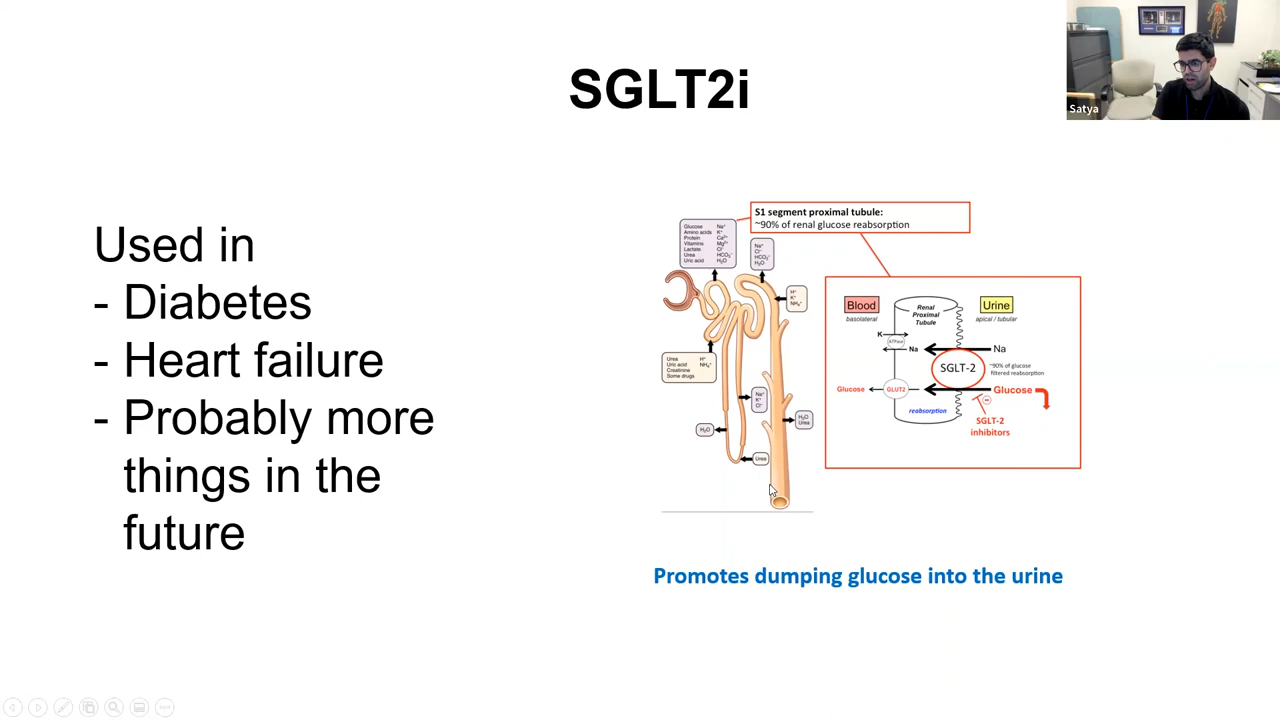 SGLT2i
Satya
Used in
- Diabetes
- Heart failure
- Probably more
things in the
future
S1 segment proximal tubule:
~90% of renal glucose reabsorption
Glucose Na⁺
Amino acids K⁺
Protein Ca²⁺
Vitamins Mg²⁺
Lactate Cl⁻
Urea HCO₃⁻
Uric acid H₂O
Na⁺
Cl⁻
HCO₃⁻
H₂O
H⁺
K⁺
NH₄⁺
Urea H⁺
Uric acid NH₄⁺
Creatinine
Some drugs
Na⁺
K⁺
Cl⁻
H₂O
Urea
H₂O
Urea
Blood
basolateral
Renal
Proximal
Tubule
Urine
apical / tubular
K
ATPase
Na
Na
SGLT-2
~90% of glucose
filtered reabsorption
Glucose
GLUT2
Glucose
reabsorption
SGLT-2
inhibitors
Promotes dumping glucose into the urine